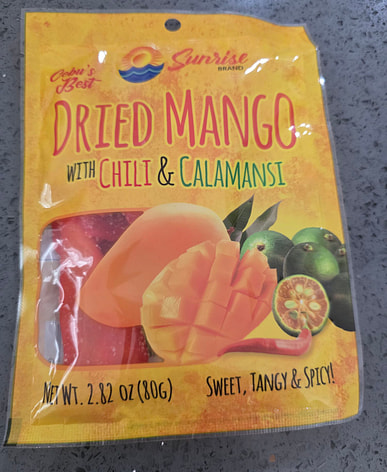 Cebu's
Best
Sunrise
BRAND
DRIED MANGO
WITH CHILI & CALAMANSI
NET WT. 2.82 OZ (80G)
SWEET, TANGY & SPICY!